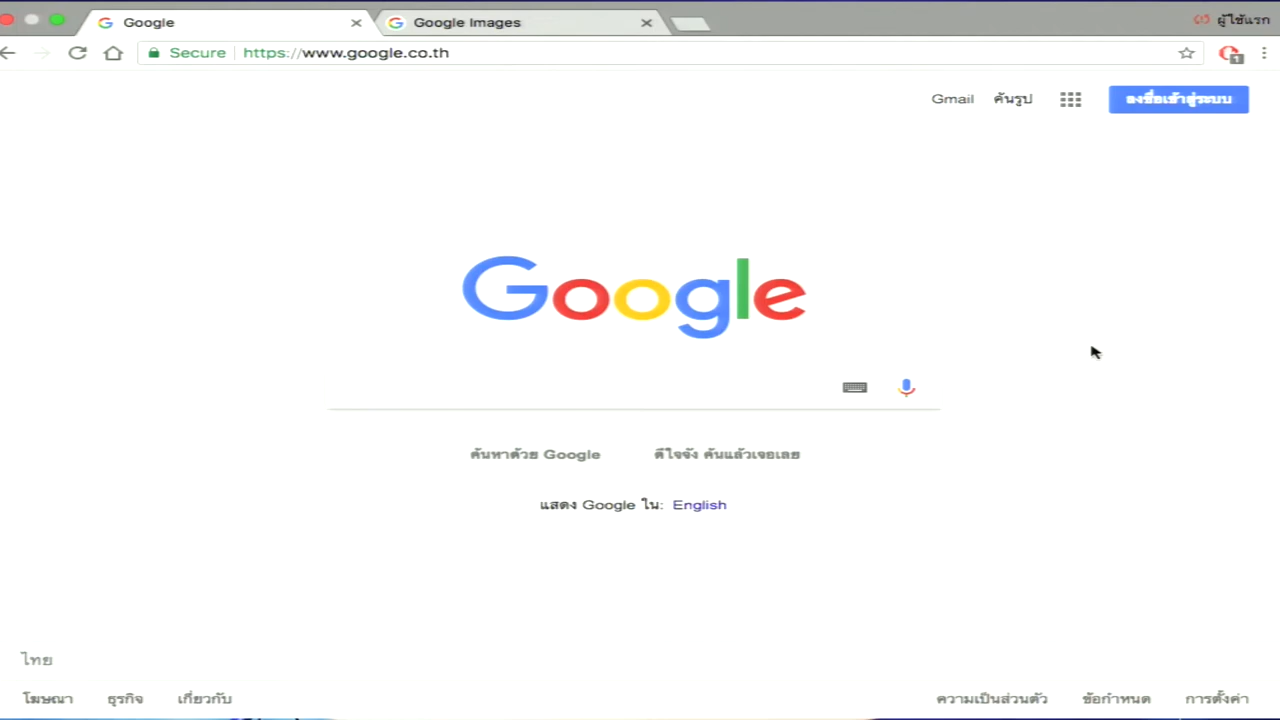 Google
Google Images
ผู้ใช้แรก
Secure
https://www.google.co.th
Gmail
ค้นรูป
ลงชื่อเข้าสู่ระบบ
Google
ค้นหาด้วย Google
ดีใจจัง ค้นแล้วเจอเลย
แสดง Google ใน: English
ไทย
โฆษณา
ธุรกิจ
เกี่ยวกับ
ความเป็นส่วนตัว
ข้อกำหนด
การตั้งค่า